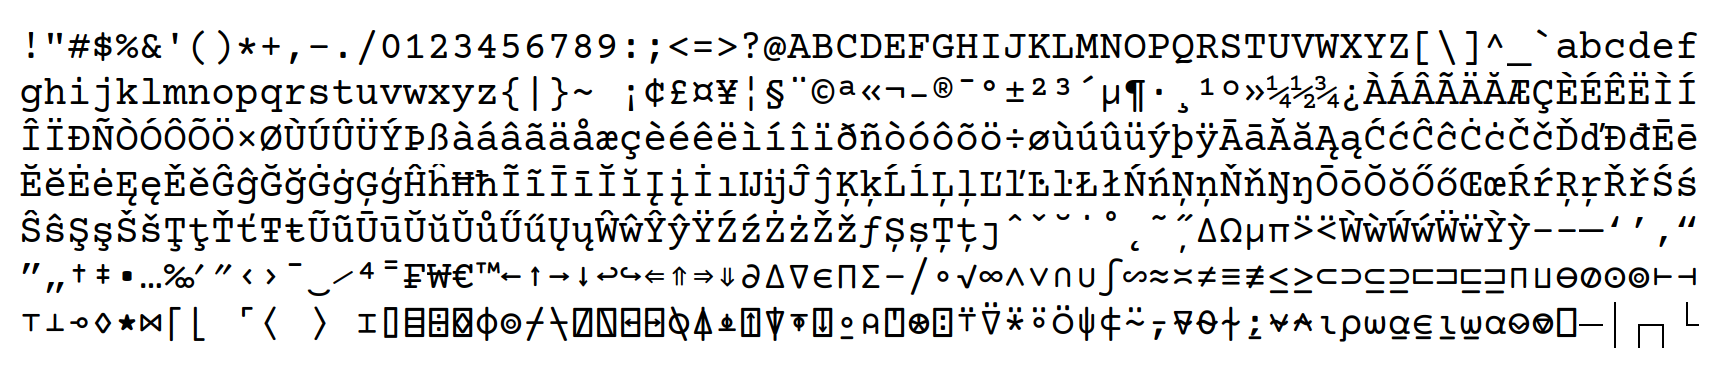 !"#$%&'()*+,-./0123456789:;<=>?@ABCDEFGHIJKLMNOPQRSTUVWXYZ[\]^_`abcdef
ghijklmnopqrstuvwxyz{|}~ ¡¢£¤¥¦§¨©ª«¬-®¯°±²³´µ¶·¸¹º»¼½¾¿ÀÁÂÃÄÅÆÇÈÉÊËÌÍ
ÎÏÐÑÒÓÔÕÖ×ØÙÚÛÜÝÞßàáâãäåæçèéêëìíîïðñòóôõö÷øùúûüýþÿĀāĂăĄąĆćĈĉĊċČčĎďĐđĒē
ĔĕĖėĘęĚěĜĝĞğĠġĢģĤĥĦħĨĩĪīĬĭĮįİıĲĳĴĵĶķĹĺĻļĽľĿŀŁłŃńŅņŇňŊŋŌōŎŏŐőŒœŔŕŖŗŘřŚś
ŜŝŞşŠšŢţŤťŦŧŨũŪūŬŭŮůŰűŲųŴŵŶŷŸŹźŻżŽžƒȘșȚțȷˆˇ˘˙˚˛˜˝̦ΔΩμπ>̈<̈ẀẁẂẃẄẅỲỳ‒–—‘’‚“
”„†‡•…‰′″‹›‾‿⁄⁴⁼₣₩€™←↑→↓↩↪⇐⇑⇒⇓∂∆∇∊∏∑−∕∘√∞∧∨∩∪∫∽≈≍≠≡≢≤≥⊂⊃⊆⊇⊏⊐⊑⊒⊓⊔⊖⊘⊙⊚⊢⊣
⊤⊥⊸◊⋆⋈⌈⌊ ⌜〈 〉 ⌶⌷⌸⌹⌺⌽⌾⌿⍀⍁⍂⍇⍈⍉⍋⍎⍐⍒⍕⍗⍛⍝⍞⍟⍠⍡⍢⍣⍤⍥⍦⍧⍨⍪⍫⍬⍭⍮⍱⍲⍳⍴⍵⍶⍷⍸⍹⍺⎕─│┌┐└